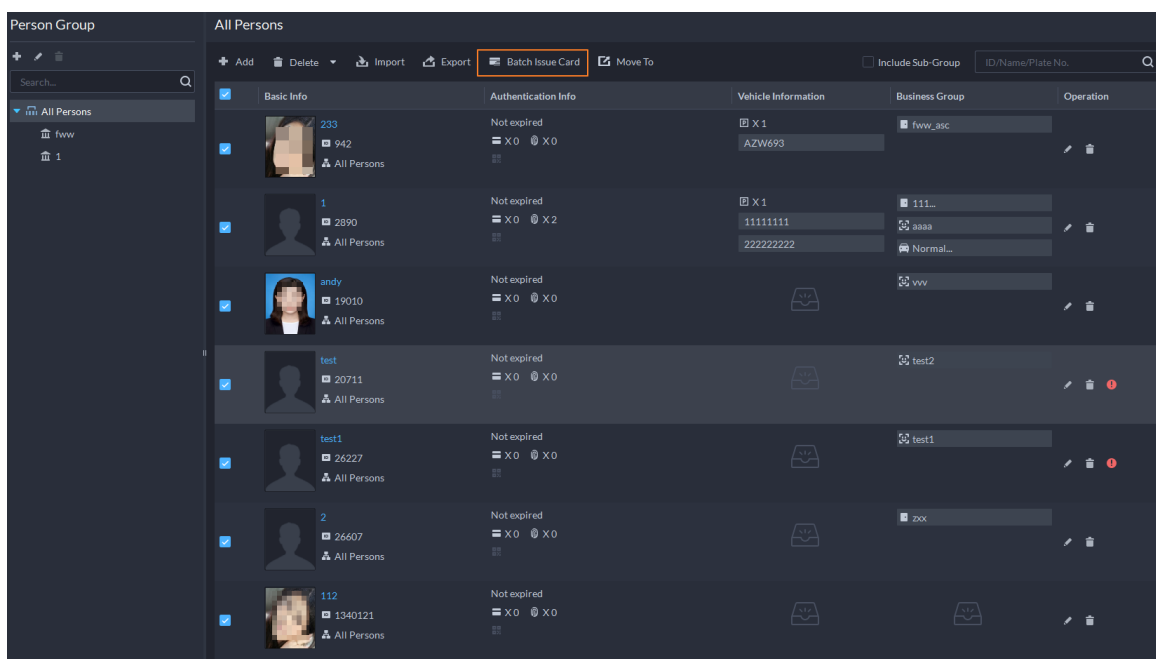 Person Group
All Persons
Add Delete Import Export Batch Issue Card Move To Include Sub-Group ID/Name/Plate No.
Search...
All Persons
fww
1
Basic Info Authentication Info Vehicle Information Business Group Operation
233 Not expired X 1 fww_asc
942 X 0 X 0 AZW693
All Persons
1 Not expired X 1 111...
2890 X 0 X 2 11111111 aaaa
All Persons 222222222 Normal...
andy Not expired vvv
19010 X 0 X 0
All Persons
test Not expired test2
20711 X 0 X 0
All Persons
test1 Not expired test1
26227 X 0 X 0
All Persons
2 Not expired zxx
26607 X 0 X 0
All Persons
112 Not expired
1340121 X 0 X 0
All Persons